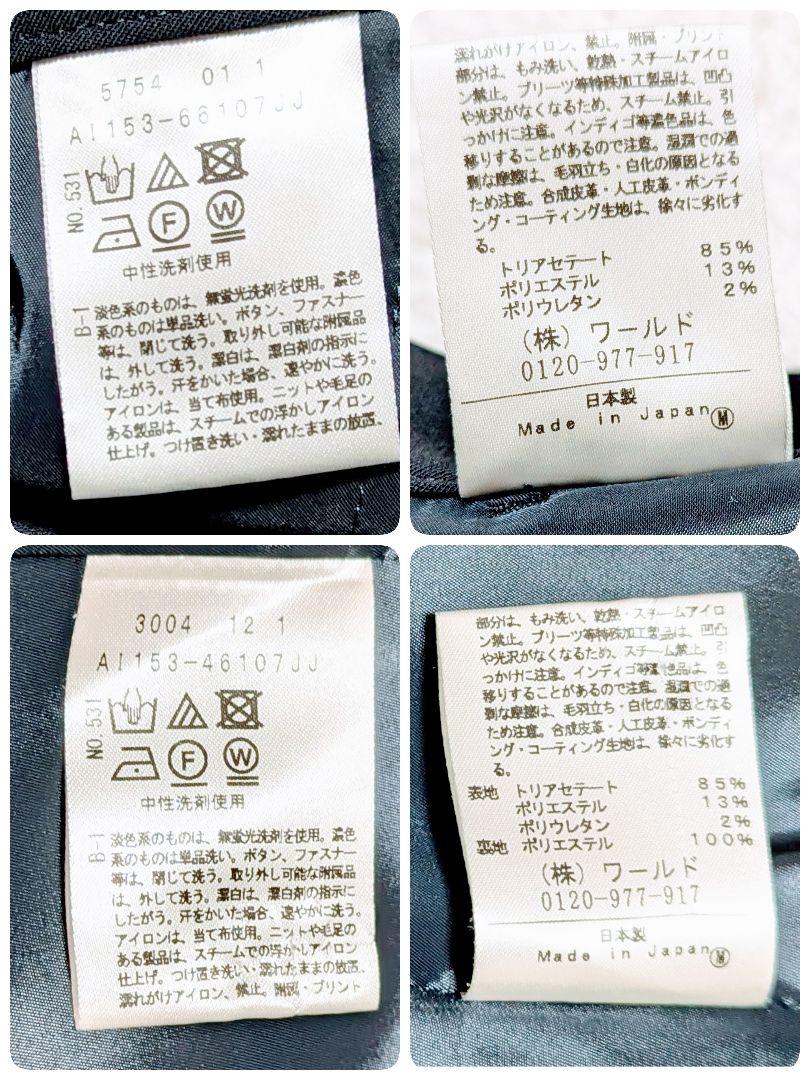 5754 01 1
AI153-66107JJ
NO.531
F W
中性洗剤使用
B-1
淡色系のものは、無蛍光洗剤を使用。濃色
系のものは単品洗い。ボタン、ファスナー
等は、閉じて洗う。取り外し可能な附属品
は、外して洗う。漂白は、漂白剤の指示に
したがう。汗をかいた場合、速やかに洗う。
アイロンは、当て布使用。ニットや毛足の
ある製品は、スチームでの浮かしアイロン
仕上げ。つけ置き洗い・濡れたままの放置、
濡れがけアイロン、禁止。附属・プリント
部分は、もみ洗い、乾熱・スチームアイロ
ン禁止。プリーツ等特殊加工製品は、凹凸
や光沢がなくなるため、スチーム禁止。引
っかけに注意。インディゴ等濃色品は、色
移りすることがあるので注意。湿潤での過
剰な摩擦は、毛羽立ち・白化の原因となる
ため注意。合成皮革・人工皮革・ボンディ
ング・コーティング生地は、徐々に劣化す
る。
トリアセテート 85%
ポリエステル 13%
ポリウレタン 2%
(株) ワールド
0120-977-917
日本製
Made in Japan M
3004 12 1
AI153-46107JJ
NO.531
F W
中性洗剤使用
B-1
淡色系のものは、無蛍光洗剤を使用。濃色
系のものは単品洗い。ボタン、ファスナー
等は、閉じて洗う。取り外し可能な附属品
は、外して洗う。漂白は、漂白剤の指示に
したがう。汗をかいた場合、速やかに洗う。
アイロンは、当て布使用。ニットや毛足の
ある製品は、スチームでの浮かしアイロン
仕上げ。つけ置き洗い・濡れたままの放置、
濡れがけアイロン、禁止。附属・プリント
部分は、もみ洗い、乾熱・スチームアイロ
ン禁止。プリーツ等特殊加工製品は、凹凸
や光沢がなくなるため、スチーム禁止。引
っかけに注意。インディゴ等濃色品は、色
移りすることがあるので注意。湿潤での過
剰な摩擦は、毛羽立ち・白化の原因となる
ため注意。合成皮革・人工皮革・ボンディ
ング・コーティング生地は、徐々に劣化す
る。
表地 トリアセテート 85%
ポリエステル 13%
ポリウレタン 2%
裏地 ポリエステル 100%
(株) ワールド
0120-977-917
日本製
Made in Japan M